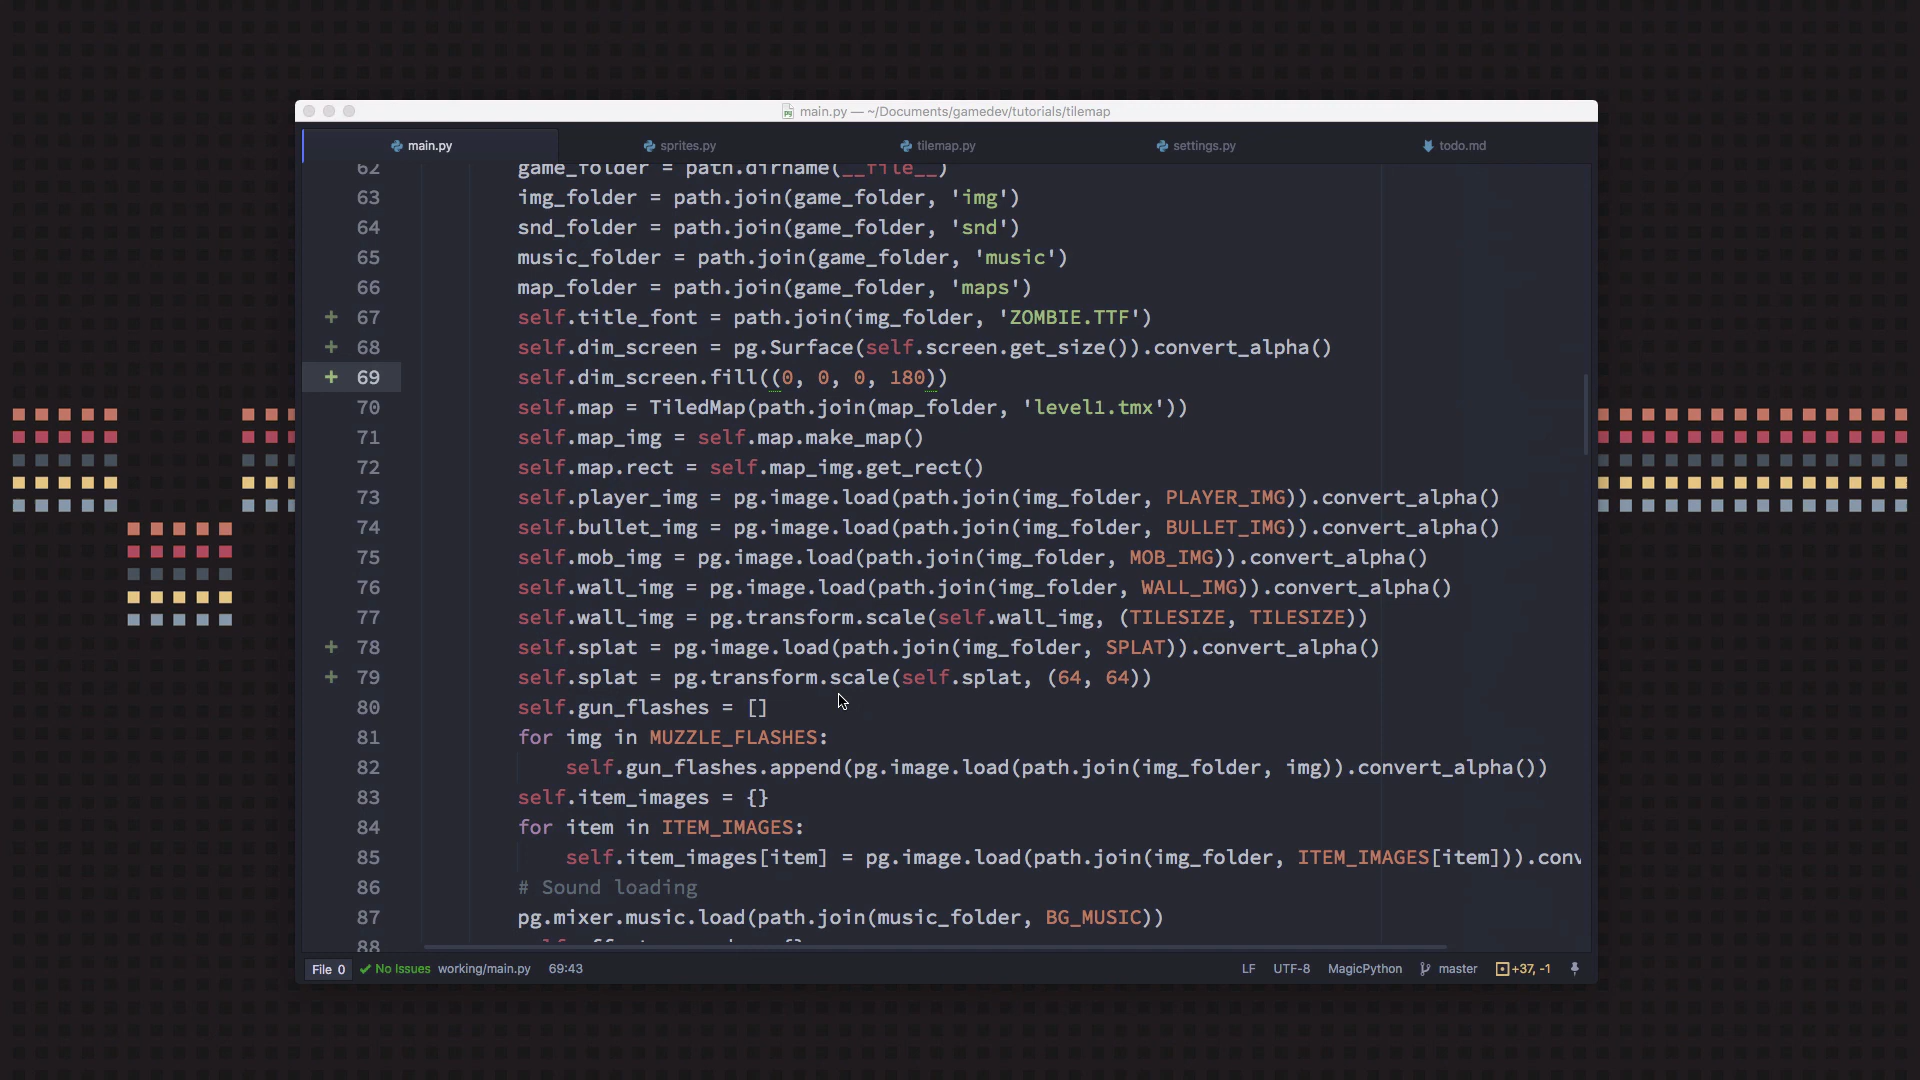 main.py — ~/Documents/gamedev/tutorials/tilemap
main.py sprites.py tilemap.py settings.py todo.md
62 game_folder = path.dirname(__file__)
63 img_folder = path.join(game_folder, 'img')
64 snd_folder = path.join(game_folder, 'snd')
65 music_folder = path.join(game_folder, 'music')
66 map_folder = path.join(game_folder, 'maps')
+ 67 self.title_font = path.join(img_folder, 'ZOMBIE.TTF')
+ 68 self.dim_screen = pg.Surface(self.screen.get_size()).convert_alpha()
+ 69 self.dim_screen.fill((0, 0, 0, 180))
70 self.map = TiledMap(path.join(map_folder, 'level1.tmx'))
71 self.map_img = self.map.make_map()
72 self.map.rect = self.map_img.get_rect()
73 self.player_img = pg.image.load(path.join(img_folder, PLAYER_IMG)).convert_alpha()
74 self.bullet_img = pg.image.load(path.join(img_folder, BULLET_IMG)).convert_alpha()
75 self.mob_img = pg.image.load(path.join(img_folder, MOB_IMG)).convert_alpha()
76 self.wall_img = pg.image.load(path.join(img_folder, WALL_IMG)).convert_alpha()
77 self.wall_img = pg.transform.scale(self.wall_img, (TILESIZE, TILESIZE))
+ 78 self.splat = pg.image.load(path.join(img_folder, SPLAT)).convert_alpha()
+ 79 self.splat = pg.transform.scale(self.splat, (64, 64))
80 self.gun_flashes = []
81 for img in MUZZLE_FLASHES:
82 self.gun_flashes.append(pg.image.load(path.join(img_folder, img)).convert_alpha())
83 self.item_images = {}
84 for item in ITEM_IMAGES:
85 self.item_images[item] = pg.image.load(path.join(img_folder, ITEM_IMAGES[item])).conv
86 # Sound loading
87 pg.mixer.music.load(path.join(music_folder, BG_MUSIC))
88
File 0 No Issues working/main.py 69:43 LF UTF-8 MagicPython master +37, -1